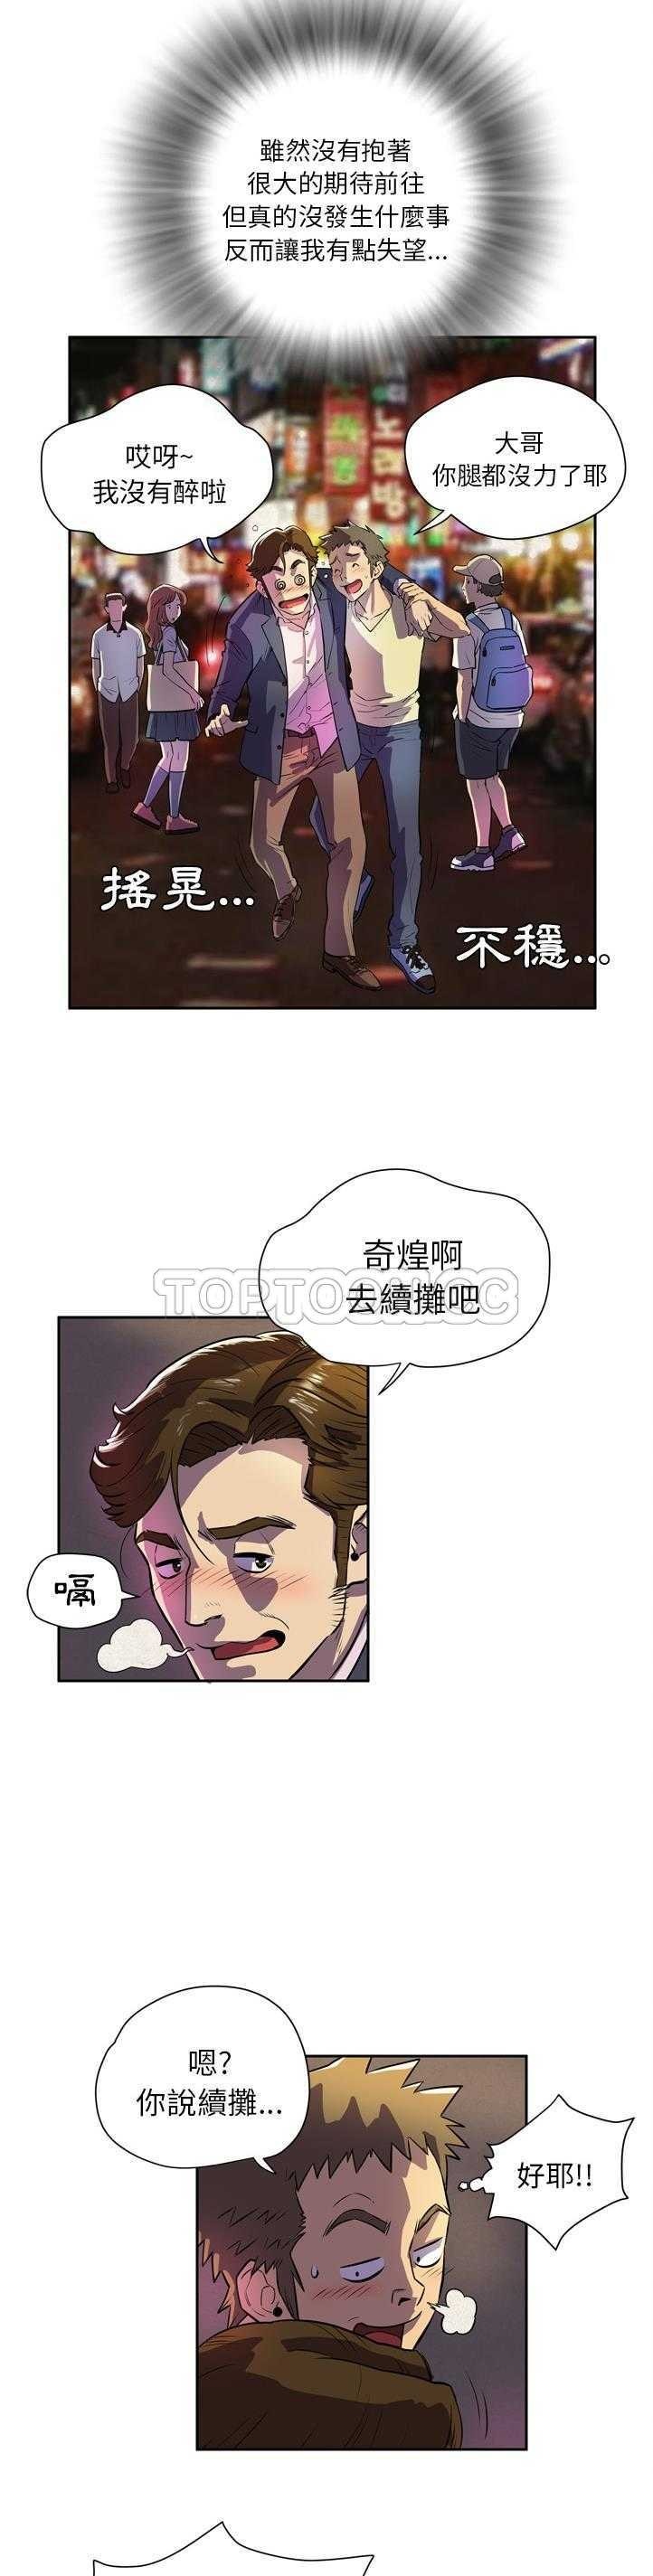 雖然沒有抱著
很大的期待前往
但真的沒發生什麼事
反而讓我有點失望...
哎呀~
我沒有醉啦
大哥
你腿都沒力了耶
搖晃...
不穩...
奇煌啊
去續攤吧
TOPTOON.CC
嗝
嗯?
你說續攤...
好耶!!